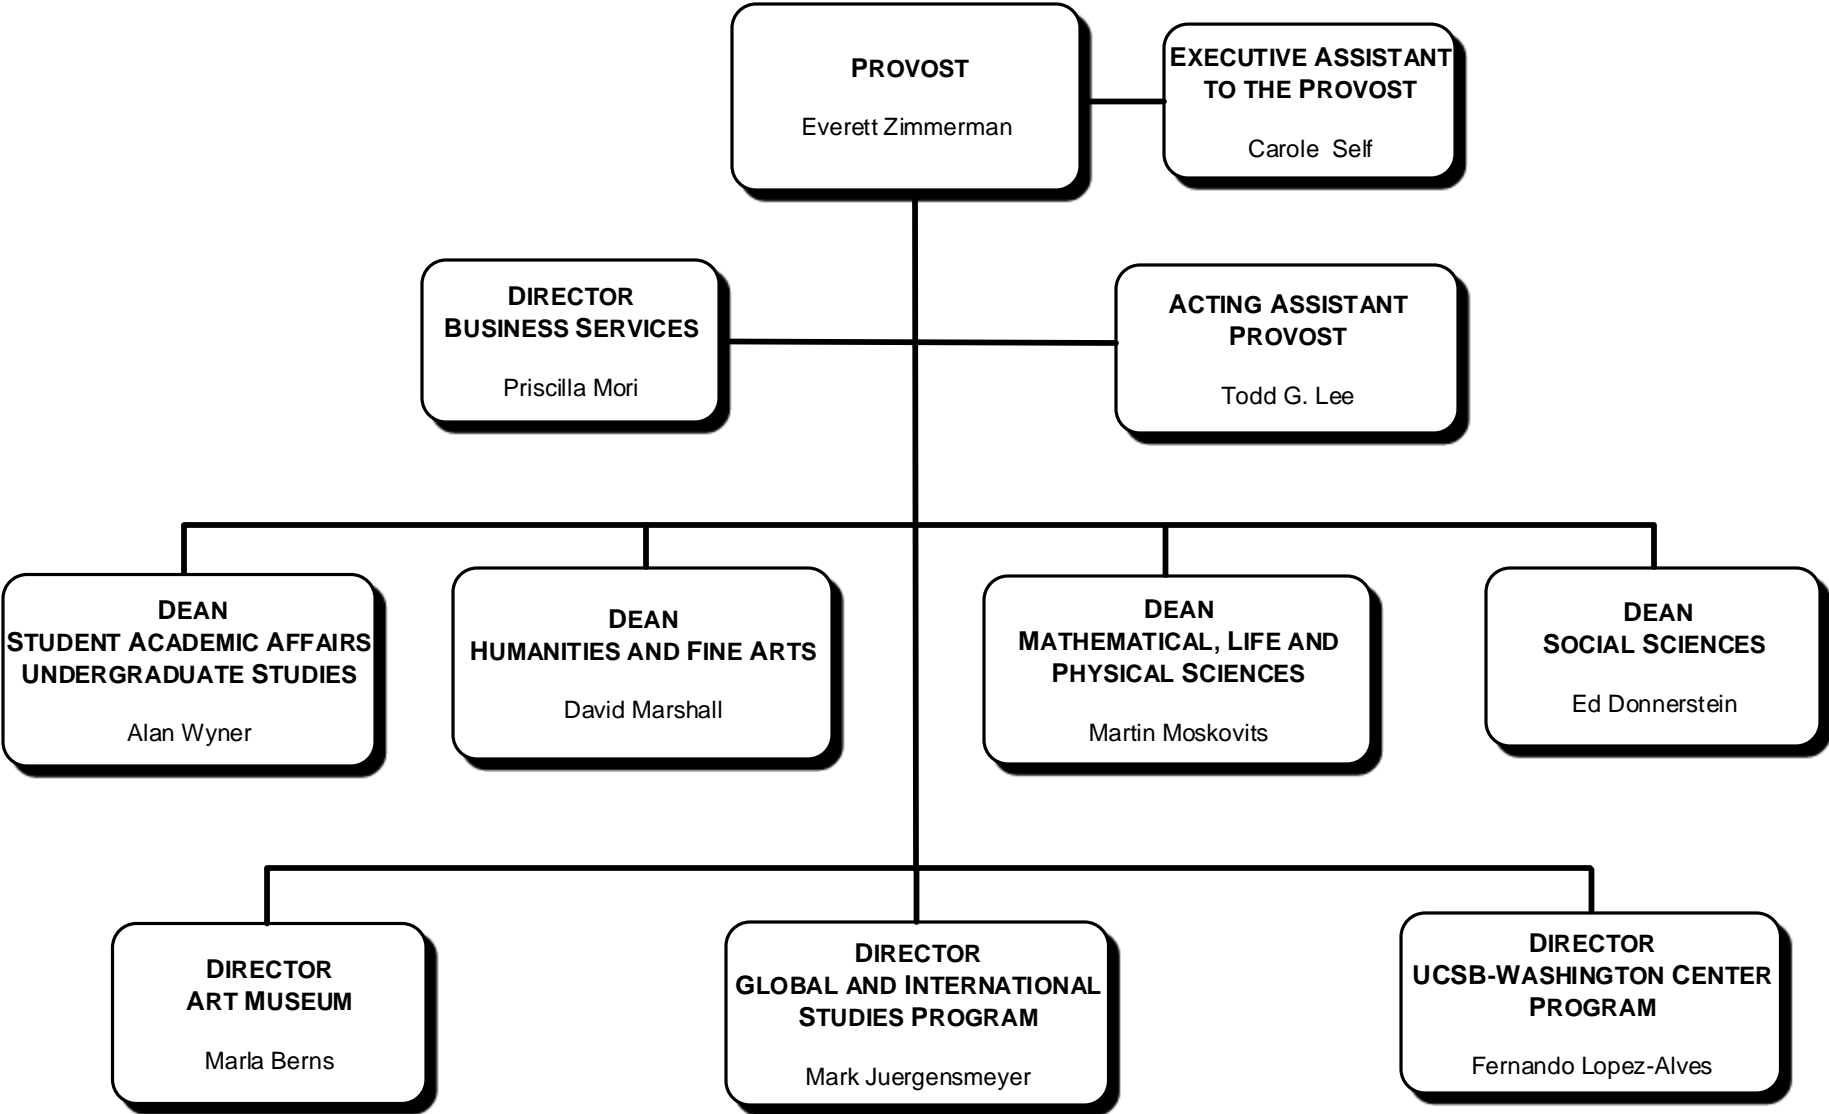 PROVOST
Everett Zimmerman
EXECUTIVE ASSISTANT
TO THE PROVOST
Carole Self
DIRECTOR
BUSINESS SERVICES
Priscilla Mori
ACTING ASSISTANT
PROVOST
Todd G. Lee
DEAN
STUDENT ACADEMIC AFFAIRS
UNDERGRADUATE STUDIES
Alan Wyner
DEAN
HUMANITIES AND FINE ARTS
David Marshall
DEAN
MATHEMATICAL, LIFE AND
PHYSICAL SCIENCES
Martin Moskovits
DEAN
SOCIAL SCIENCES
Ed Donnerstein
DIRECTOR
ART MUSEUM
Marla Berns
DIRECTOR
GLOBAL AND INTERNATIONAL
STUDIES PROGRAM
Mark Juergensmeyer
DIRECTOR
UCSB-WASHINGTON CENTER
PROGRAM
Fernando Lopez-Alves